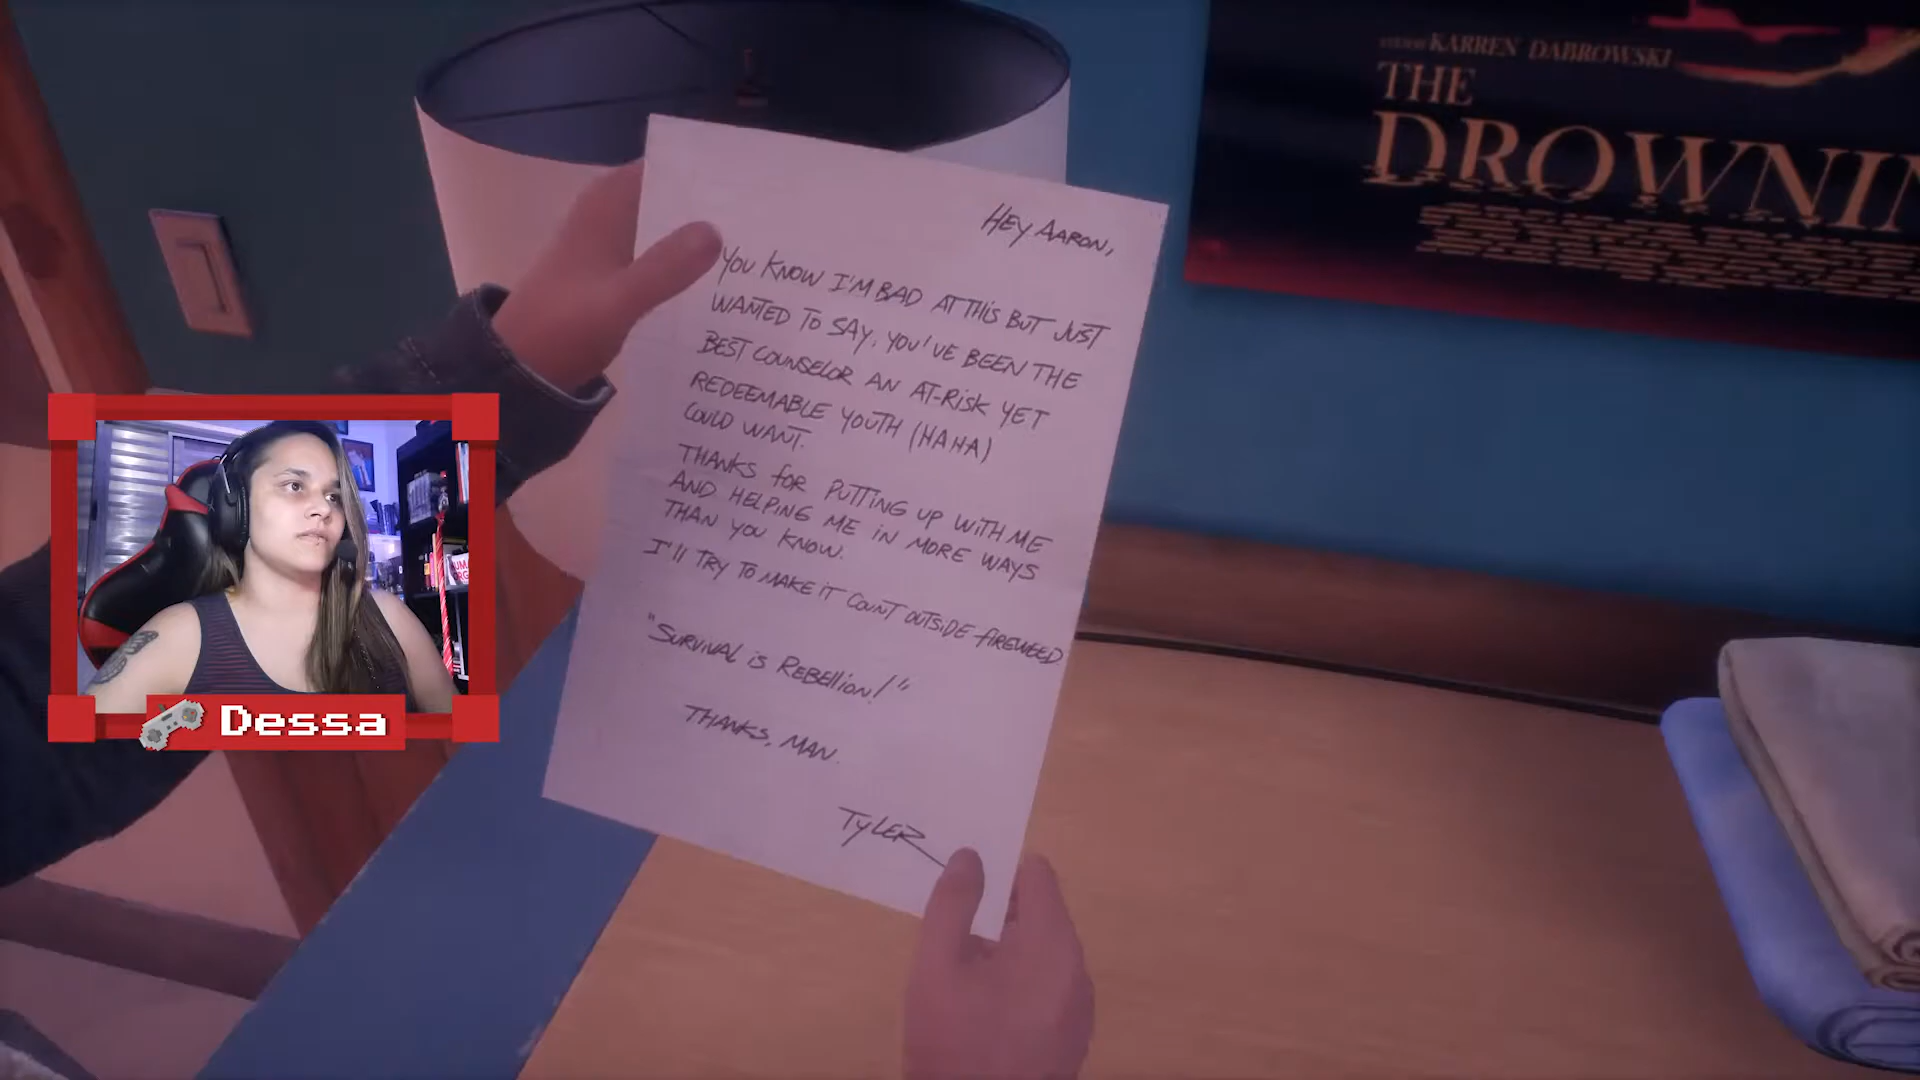 KARREN DABROWSKI
THE
DROWNIN
HEY AARON,
YOU KNOW I'M BAD AT THIS BUT JUST
WANTED TO SAY, YOU'VE BEEN THE
BEST COUNSELOR AN AT-RISK YET
REDEEMABLE YOUTH (HAHA)
COULD WANT.
THANKS FOR PUTTING UP WITH ME
AND HELPING ME IN MORE WAYS
THAN YOU KNOW.
I'll TRY TO MAKE IT COUNT OUTSIDE FIREWEED
"SURVIVAL IS REBELLION!"
THANKS, MAN.
TYLER
Dessa